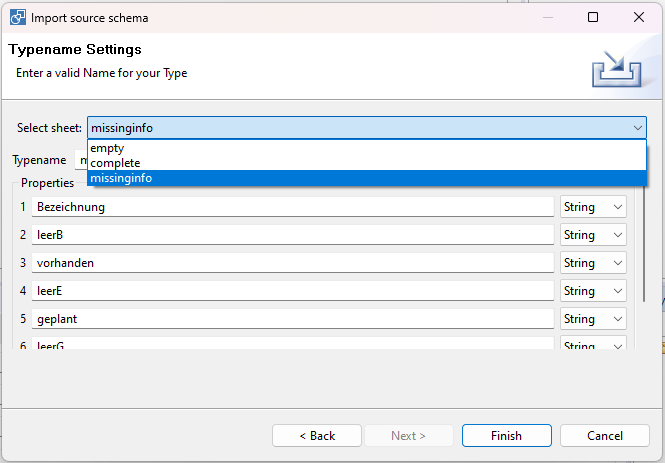 Import source schema
Typename Settings
Enter a valid Name for your Type
Select sheet: missinginfo
empty
Typename
complete
missinginfo
Properties
1 Bezeichnung String
2 leerB String
3 vorhanden String
4 leerE String
5 geplant String
6 leerG String
< Back Next > Finish Cancel